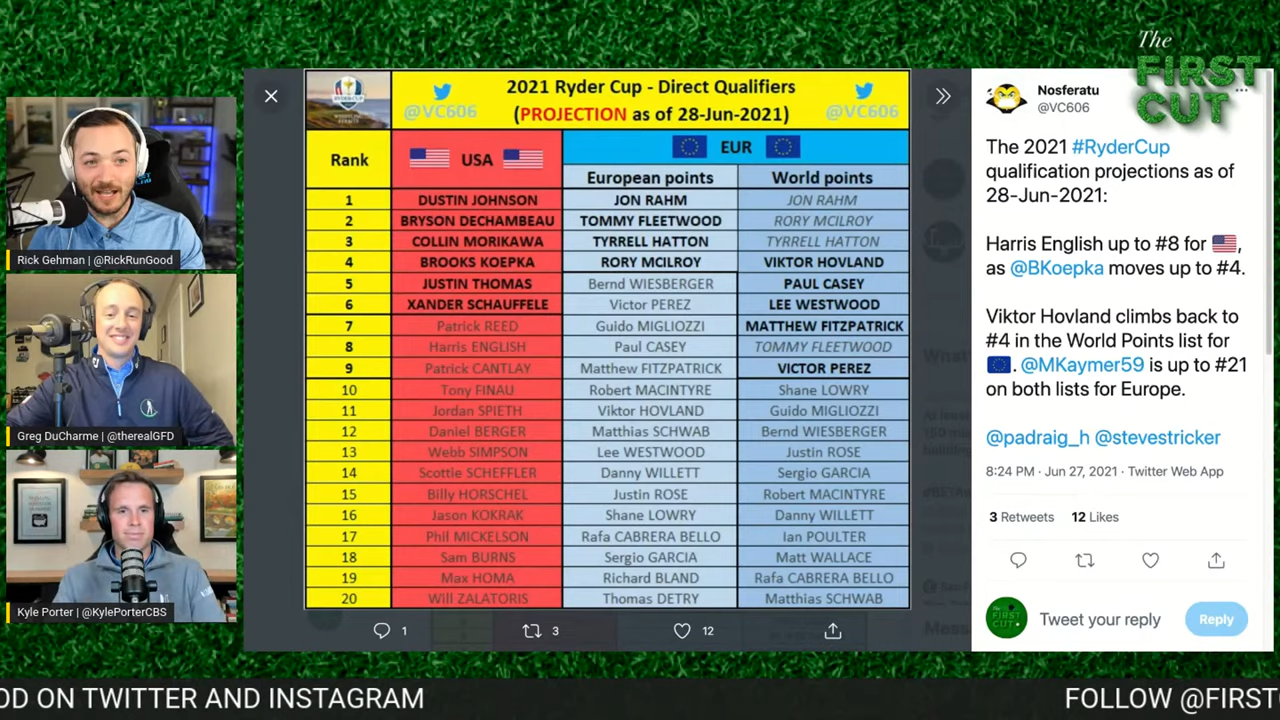 The
FIRST
CUT
Rick Gehman | @RickRunGood
Greg DuCharme | @therealGFD
Kyle Porter | @KylePorterCBS
@VC606
2021 Ryder Cup - Direct Qualifiers
(PROJECTION as of 28-Jun-2021)
@VC606
Rank
USA
EUR
European points
World points
1 DUSTIN JOHNSON JON RAHM JON RAHM
2 BRYSON DECHAMBEAU TOMMY FLEETWOOD RORY MCILROY
3 COLLIN MORIKAWA TYRRELL HATTON TYRRELL HATTON
4 BROOKS KOEPKA RORY MCILROY VIKTOR HOVLAND
5 JUSTIN THOMAS Bernd WIESBERGER PAUL CASEY
6 XANDER SCHAUFFELE Victor PEREZ LEE WESTWOOD
7 Patrick REED Guido MIGLIOZZI MATTHEW FITZPATRICK
8 Harris ENGLISH Paul CASEY TOMMY FLEETWOOD
9 Patrick CANTLAY Matthew FITZPATRICK VICTOR PEREZ
10 Tony FINAU Robert MACINTYRE Shane LOWRY
11 Jordan SPIETH Viktor HOVLAND Guido MIGLIOZZI
12 Daniel BERGER Matthias SCHWAB Bernd WIESBERGER
13 Webb SIMPSON Lee WESTWOOD Justin ROSE
14 Scottie SCHEFFLER Danny WILLETT Sergio GARCIA
15 Billy HORSCHEL Justin ROSE Robert MACINTYRE
16 Jason KOKRAK Shane LOWRY Danny WILLETT
17 Phil MICKELSON Rafa CABRERA BELLO Ian POULTER
18 Sam BURNS Sergio GARCIA Matt WALLACE
19 Max HOMA Richard BLAND Rafa CABRERA BELLO
20 Will ZALATORIS Thomas DETRY Matthias SCHWAB
1 3 12
Nosferatu
@VC606
The 2021 #RyderCup
qualification projections as of
28-Jun-2021:
Harris English up to #8 for 🇺🇸,
as @BKoepka moves up to #4.
Viktor Hovland climbs back to
#4 in the World Points list for
🇪🇺. @MKaymer59 is up to #21
on both lists for Europe.
@padraig_h @stevestricker
8:24 PM · Jun 27, 2021 · Twitter Web App
3 Retweets 12 Likes
Tweet your reply
Reply
OD ON TWITTER AND INSTAGRAM
FOLLOW @FIRST